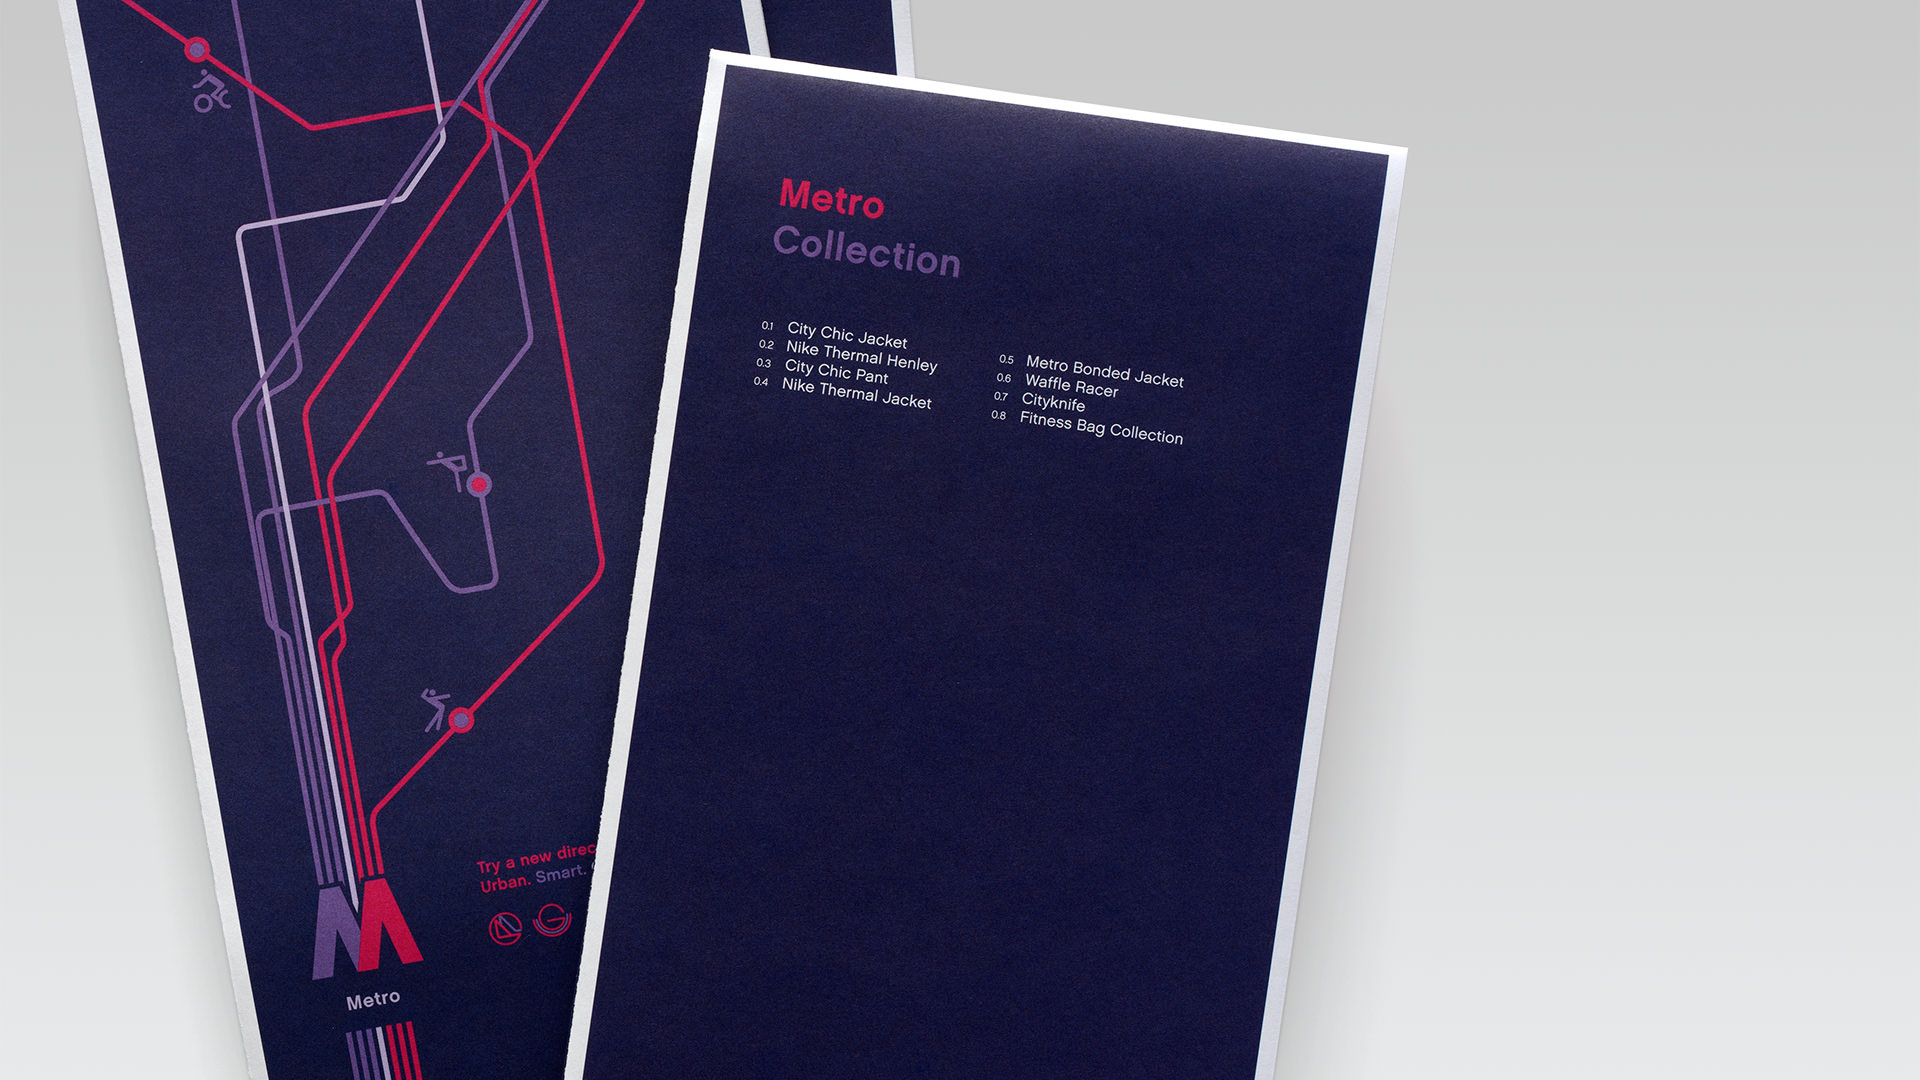 Metro
Collection
0.1 City Chic Jacket
0.2 Nike Thermal Henley
0.3 City Chic Pant
0.4 Nike Thermal Jacket
0.5 Metro Bonded Jacket
0.6 Waffle Racer
0.7 Cityknife
0.8 Fitness Bag Collection
Try a new direc
Urban. Smart.
M
Metro